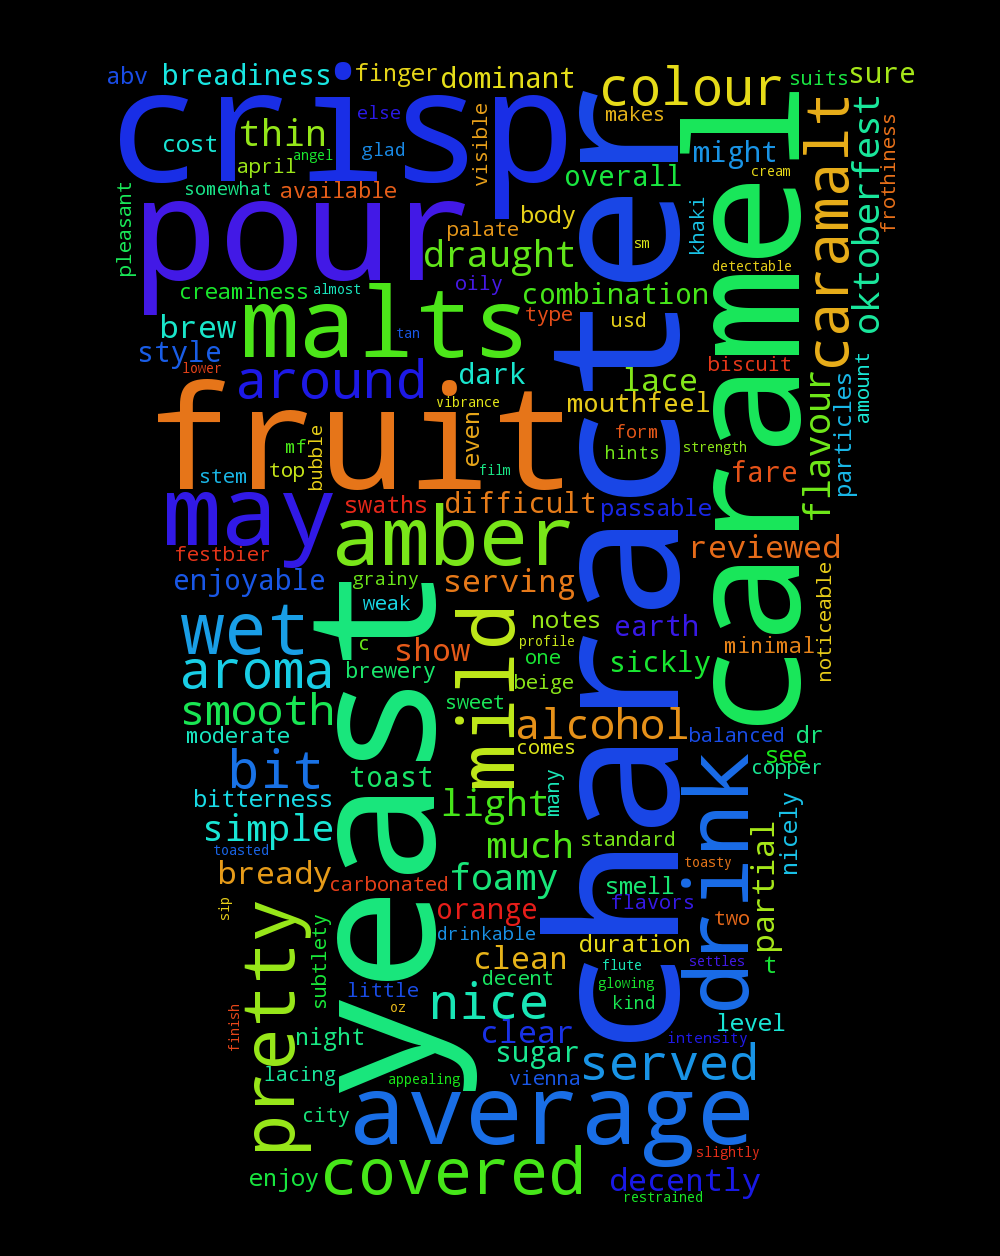 abv breadiness finger dominant colour suits sure
crisp
else makes
cost thin glad visible might
april angel cream
somewhat available overall
pleasant pour palate body khaki caramalt oktoberfest frothiness
draught sm detectable
creaminess almost oily combination
brew malts tan type usd
style lower around dark lace biscuit
vibrance mouthfeel particles amount
fruit even form flavour
mf hints strength
stem top bubble film fare
may swaths difficult passable
amber reviewed
festbier
enjoyable grainy serving noticeable
weak
wet c show notes earth
profile minimal
aroma brewery one sickly
beige
smooth sweet mild alcohol
moderate comes balanced dr
bit toast see
copper
bitterness light many
simple much standard nicely
toasted toasty
bready carbonated foamy smell
sip orange flavors two
drinkable duration partial
clean settles
subtlety decent flute t
little glowing
oz nice kind
finish night clear level
intensity
lacing sugar served
appealing vienna
yeast character caramel drink
pretty city average
slightly
enjoy covered decently
restrained